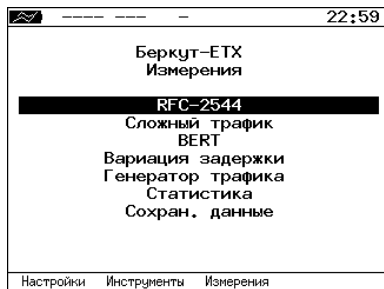 ---- --- - 22:59
Беркут-ETX
Измерения
RFC-2544
Сложный трафик
BERT
Вариация задержки
Генератор трафика
Статистика
Сохран. данные
Настройки Инструменты Измерения